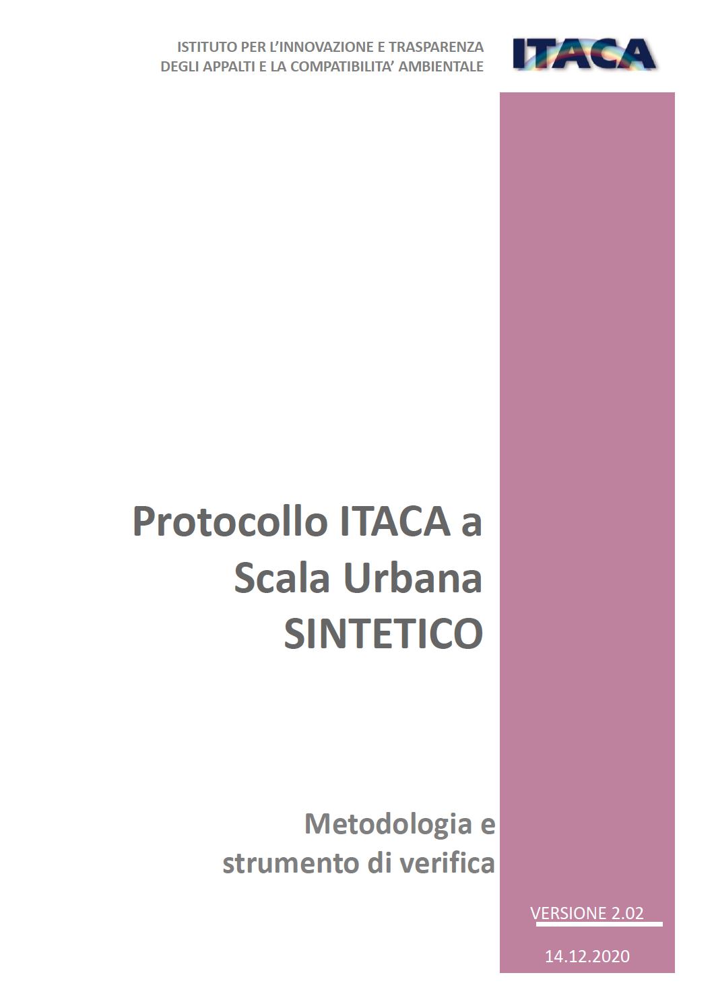 ISTITUTO PER L’INNOVAZIONE E TRASPARENZA
DEGLI APPALTI E LA COMPATIBILITA’ AMBIENTALE
ITACA
Protocollo ITACA a
Scala Urbana
SINTETICO
Metodologia e
strumento di verifica
VERSIONE 2.02
14.12.2020